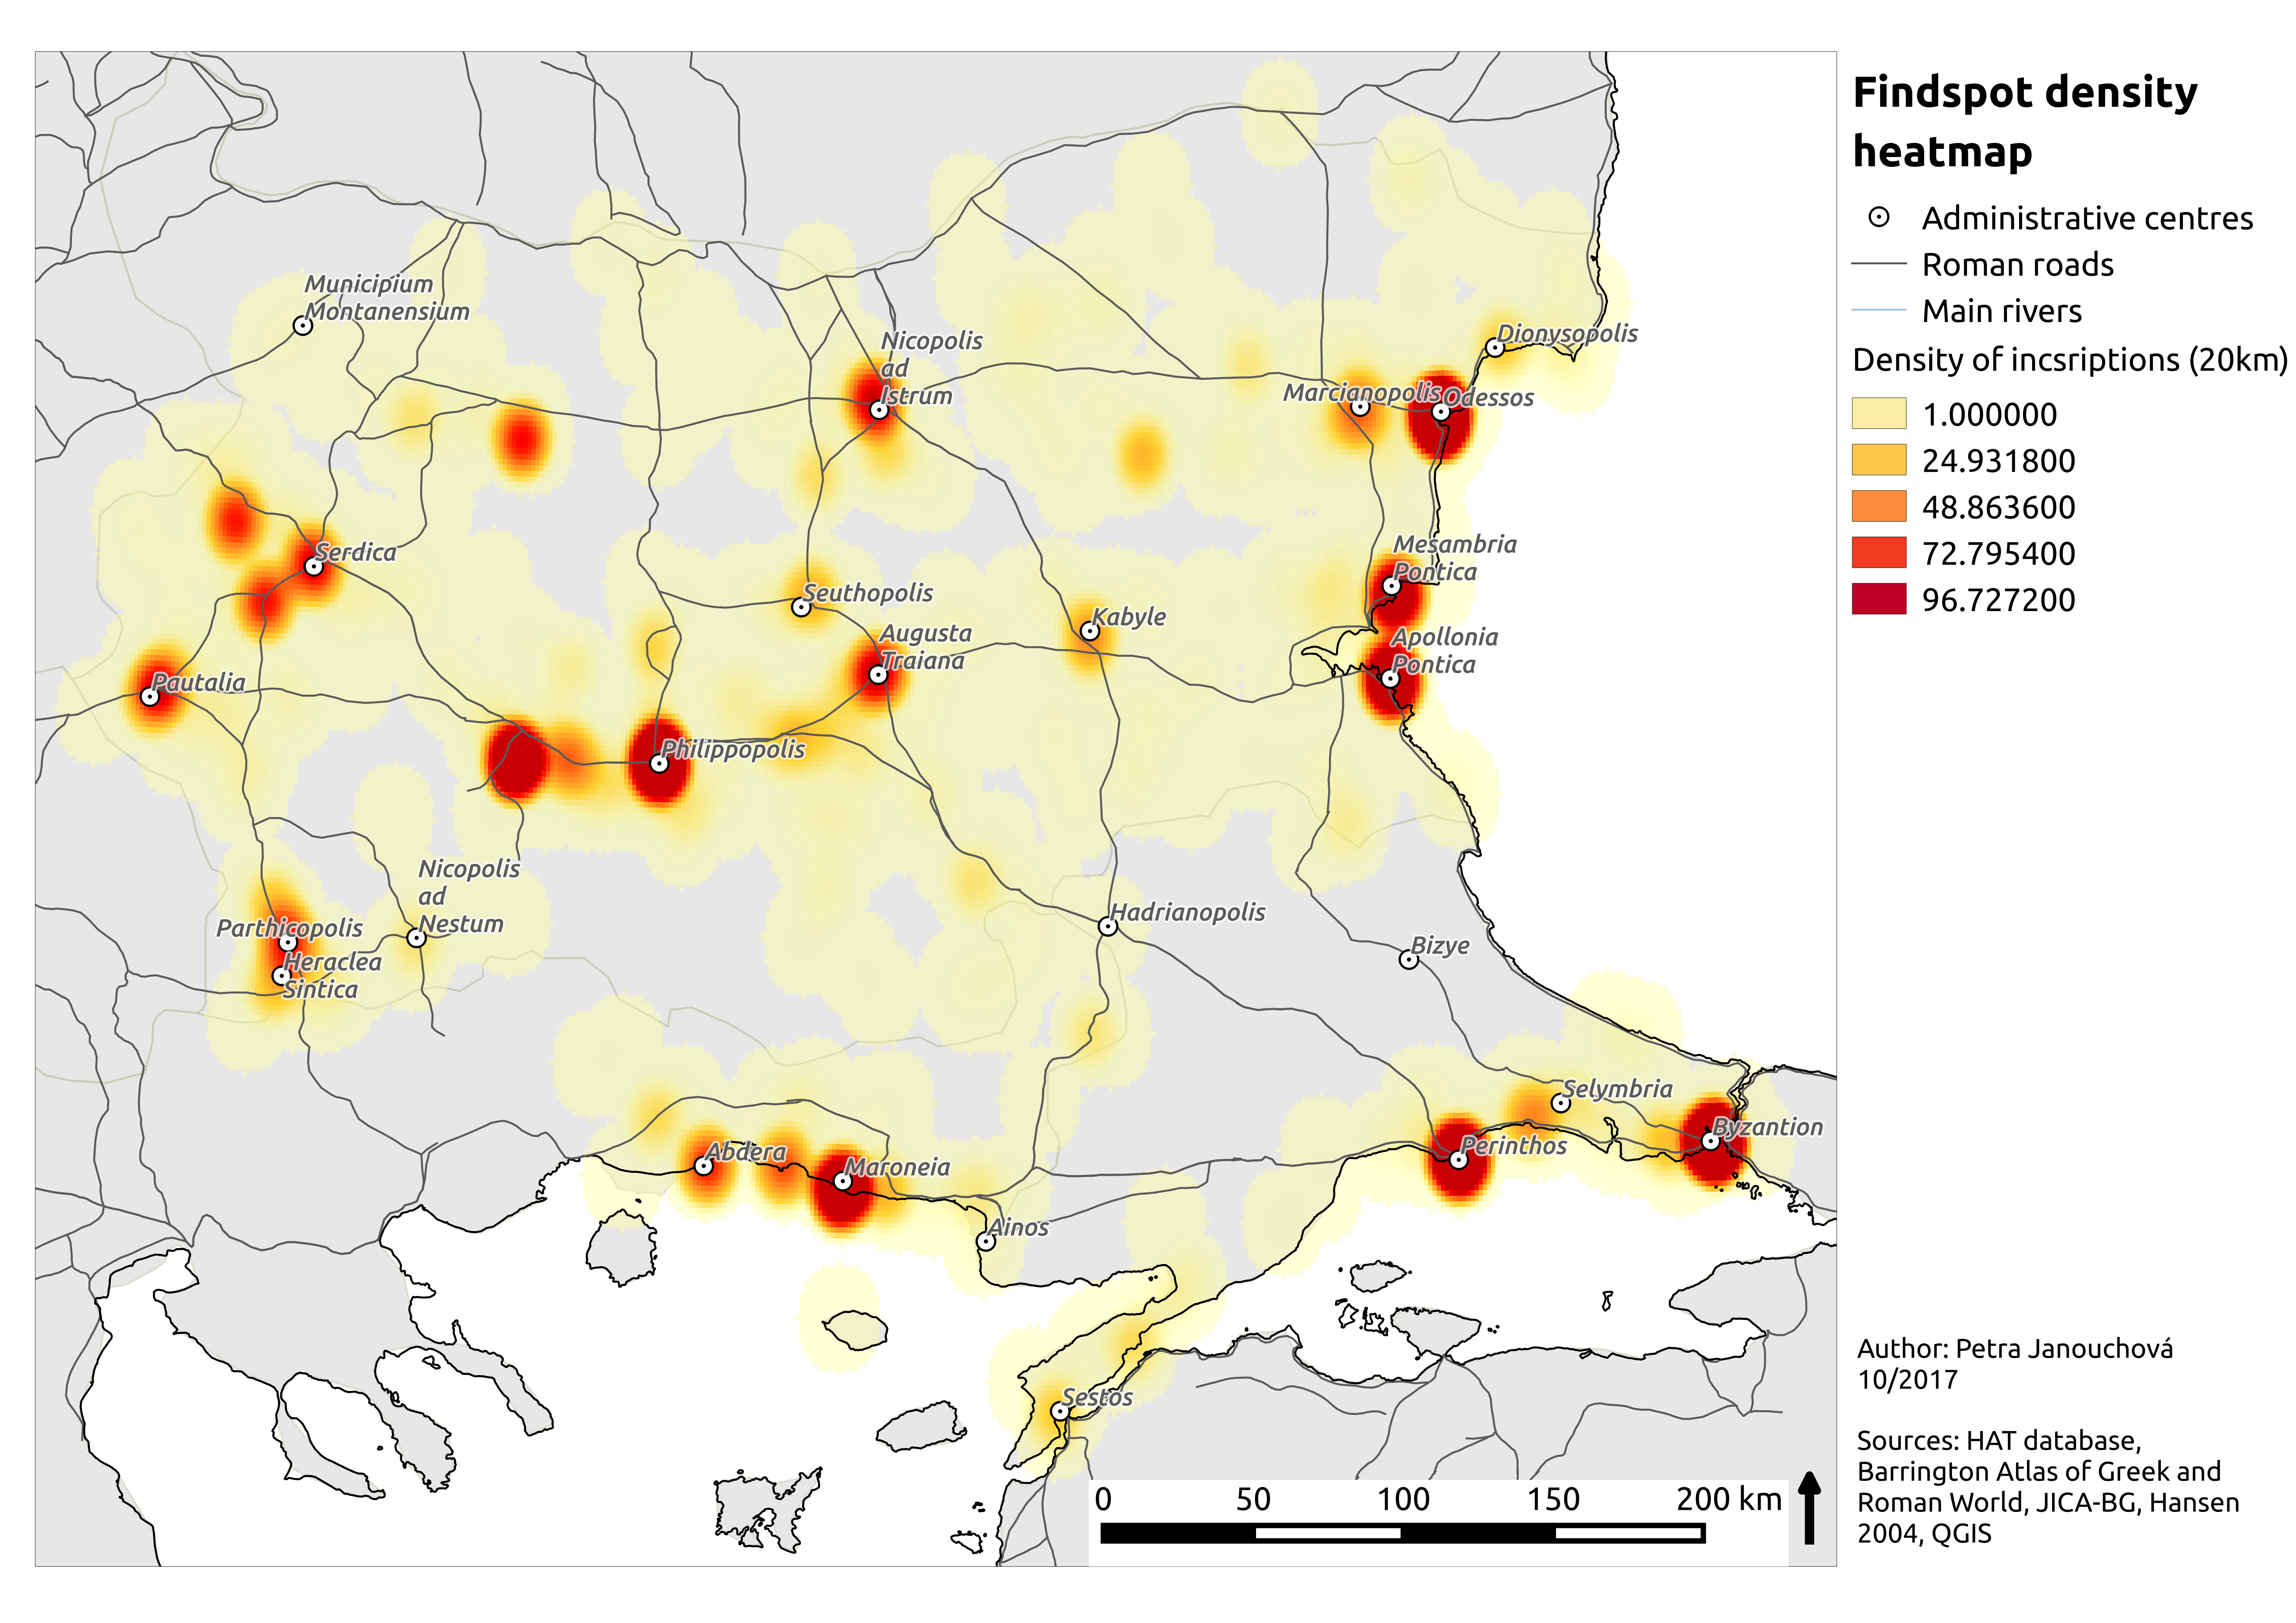 Findspot density
heatmap
Administrative centres
Roman roads
Main rivers
Density of incsriptions (20km)
1.000000
24.931800
48.863600
72.795400
96.727200
Municipium
Montanensium
Nicopolis
ad
Istrum
Dionysopolis
Marcianopolis
Odessos
Serdica
Mesambria
Pontica
Seuthopolis
Kabyle
Augusta
Traiana
Apollonia
Pontica
Pautalia
Philippopolis
Nicopolis
ad
Nestum
Parthicopolis
Heraclea
Sintica
Hadrianopolis
Bizye
Selymbria
Byzantion
Perinthos
Abdera
Maroneia
Ainos
Sestos
0 50 100 150 200 km
Author: Petra Janouchová
10/2017
Sources: HAT database,
Barrington Atlas of Greek and
Roman World, JICA-BG, Hansen
2004, QGIS